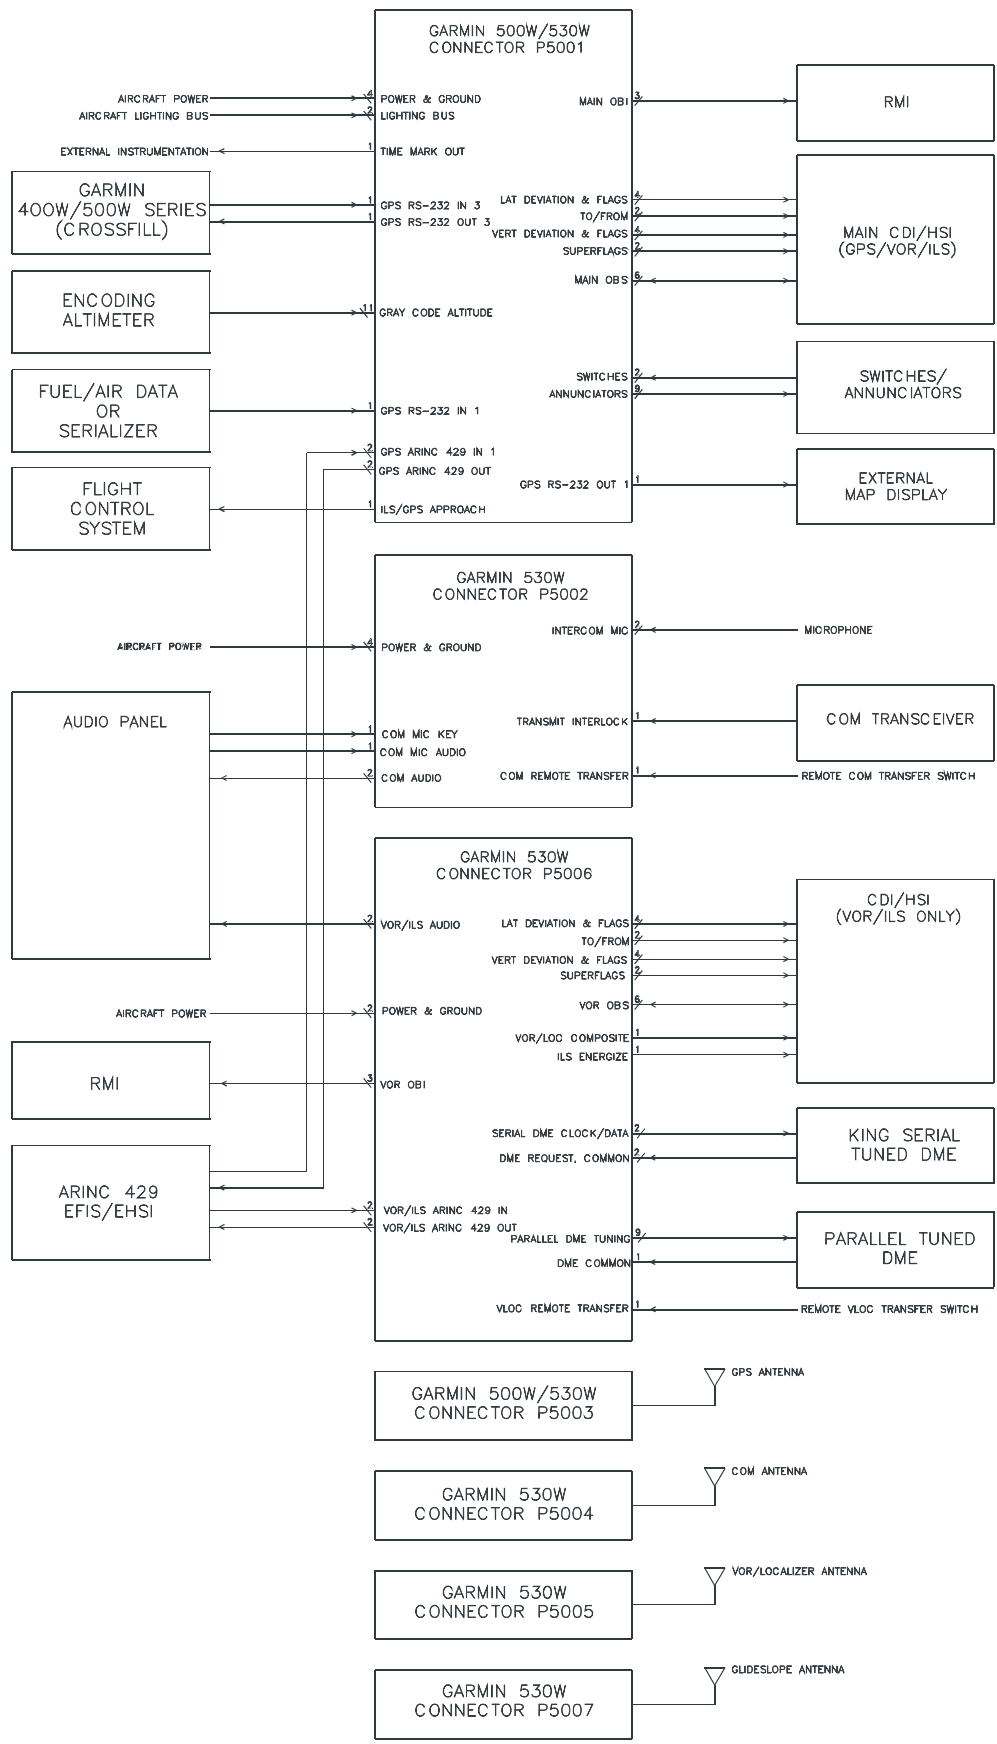 GARMIN 500W/530W
CONNECTOR P5001
AIRCRAFT POWER
4
POWER & GROUND
AIRCRAFT LIGHTING BUS
2
LIGHTING BUS
EXTERNAL INSTRUMENTATION
1
TIME MARK OUT
GARMIN
400W/500W SERIES
(CROSSFILL)
1
GPS RS-232 IN 3
1
GPS RS-232 OUT 3
ENCODING
ALTIMETER
11
GRAY CODE ALTITUDE
FUEL/AIR DATA
OR
SERIALIZER
1
GPS RS-232 IN 1
2
GPS ARINC 429 IN 1
2
GPS ARINC 429 OUT
FLIGHT
CONTROL
SYSTEM
1
ILS/GPS APPROACH
MAIN OBI
3
RMI
LAT DEVIATION & FLAGS
4
TO/FROM
2
VERT DEVIATION & FLAGS
4
SUPERFLAGS
2
MAIN OBS
6
MAIN CDI/HSI
(GPS/VOR/ILS)
SWITCHES
2
ANNUNCIATORS
9
SWITCHES/
ANNUNCIATORS
GPS RS-232 OUT 1
1
EXTERNAL
MAP DISPLAY
GARMIN 530W
CONNECTOR P5002
AIRCRAFT POWER
4
POWER & GROUND
AUDIO PANEL
1
COM MIC KEY
1
COM MIC AUDIO
2
COM AUDIO
INTERCOM MIC
2
MICROPHONE
TRANSMIT INTERLOCK
1
COM TRANSCEIVER
COM REMOTE TRANSFER
1
REMOTE COM TRANSFER SWITCH
GARMIN 530W
CONNECTOR P5006
2
VOR/ILS AUDIO
AIRCRAFT POWER
2
POWER & GROUND
RMI
3
VOR OBI
ARINC 429
EFIS/EHSI
2
VOR/ILS ARINC 429 IN
2
VOR/ILS ARINC 429 OUT
LAT DEVIATION & FLAGS
4
TO/FROM
2
VERT DEVIATION & FLAGS
4
SUPERFLAGS
2
VOR OBS
6
VOR/LOC COMPOSITE
1
ILS ENERGIZE
1
CDI/HSI
(VOR/ILS ONLY)
SERIAL DME CLOCK/DATA
2
DME REQUEST, COMMON
2
KING SERIAL
TUNED DME
PARALLEL DME TUNING
9
DME COMMON
1
PARALLEL TUNED
DME
VLOC REMOTE TRANSFER
1
REMOTE VLOC TRANSFER SWITCH
GARMIN 500W/530W
CONNECTOR P5003
GPS ANTENNA
GARMIN 530W
CONNECTOR P5004
COM ANTENNA
GARMIN 530W
CONNECTOR P5005
VOR/LOCALIZER ANTENNA
GARMIN 530W
CONNECTOR P5007
GLIDESLOPE ANTENNA